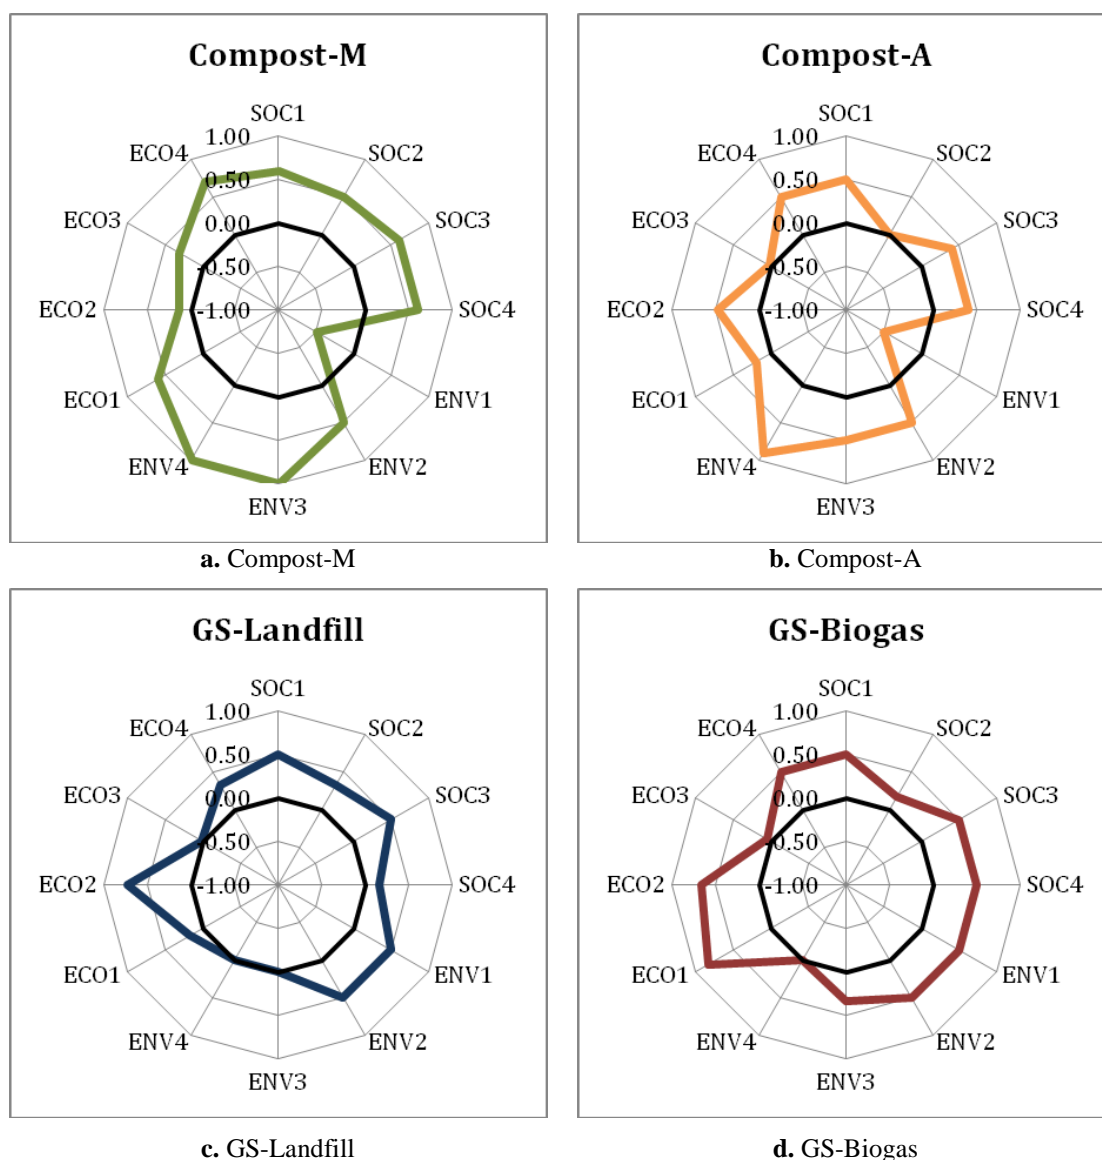 Compost-M
SOC1
1.00
ECO4
SOC2
0.50
ECO3
SOC3
0.00
-0.50
ECO2
-1.00
SOC4
ECO1
ENV1
ENV4
ENV2
ENV3
a. Compost-M
Compost-A
SOC1
1.00
ECO4
SOC2
0.50
ECO3
SOC3
0.00
-0.50
ECO2
-1.00
SOC4
ECO1
ENV1
ENV4
ENV2
ENV3
b. Compost-A
GS-Landfill
SOC1
1.00
ECO4
SOC2
0.50
ECO3
SOC3
0.00
-0.50
ECO2
-1.00
SOC4
ECO1
ENV1
ENV4
ENV2
ENV3
c. GS-Landfill
GS-Biogas
SOC1
1.00
ECO4
SOC2
0.50
ECO3
SOC3
0.00
-0.50
ECO2
-1.00
SOC4
ECO1
ENV1
ENV4
ENV2
ENV3
d. GS-Biogas